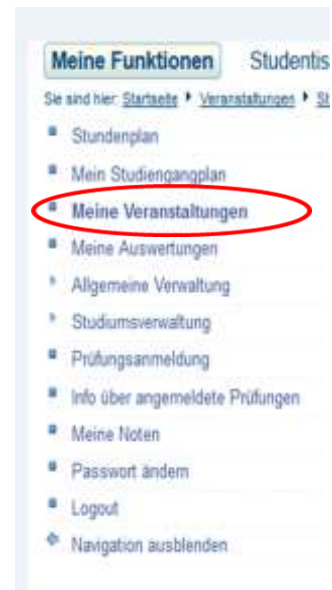 Meine Funktionen Studentis
Sie sind hier: Startseite Veranstaltungen St
Stundenplan
Mein Studiengangplan
Meine Veranstaltungen
Meine Auswertungen
Allgemeine Verwaltung
Studiumsverwaltung
Prüfungsanmeldung
Info über angemeldete Prüfungen
Meine Noten
Passwort ändern
Logout
Navigation ausblenden